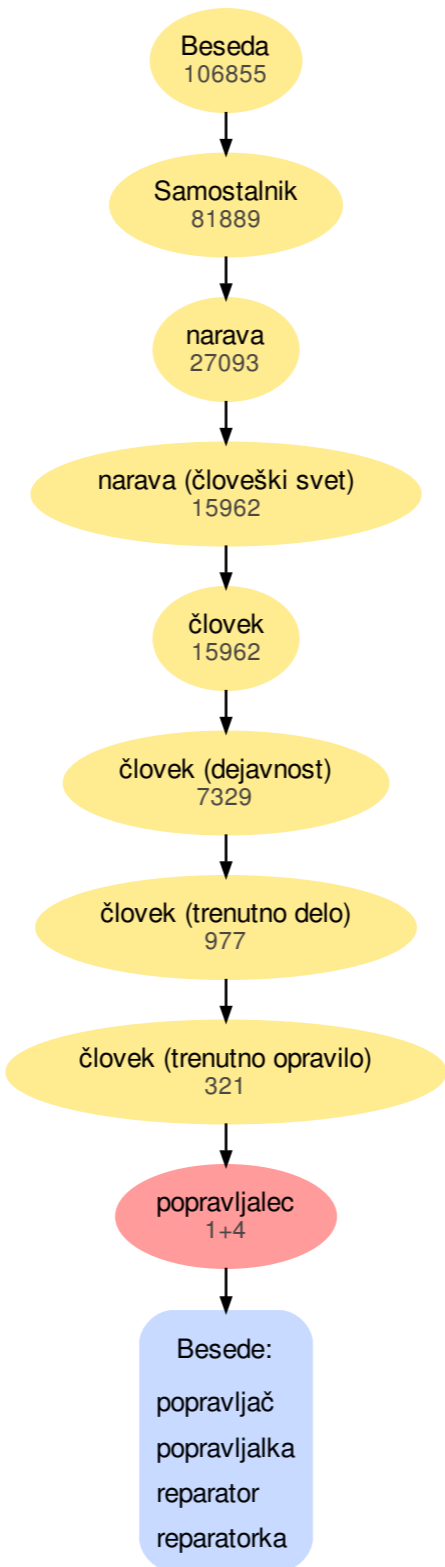 Beseda
106855
Samostalnik
81889
narava
27093
narava (človeški svet)
15962
človek
15962
človek (dejavnost)
7329
človek (trenutno delo)
977
človek (trenutno opravilo)
321
popravljalec
1+4
Besede:
popravljač
popravljalka
reparator
reparatorka